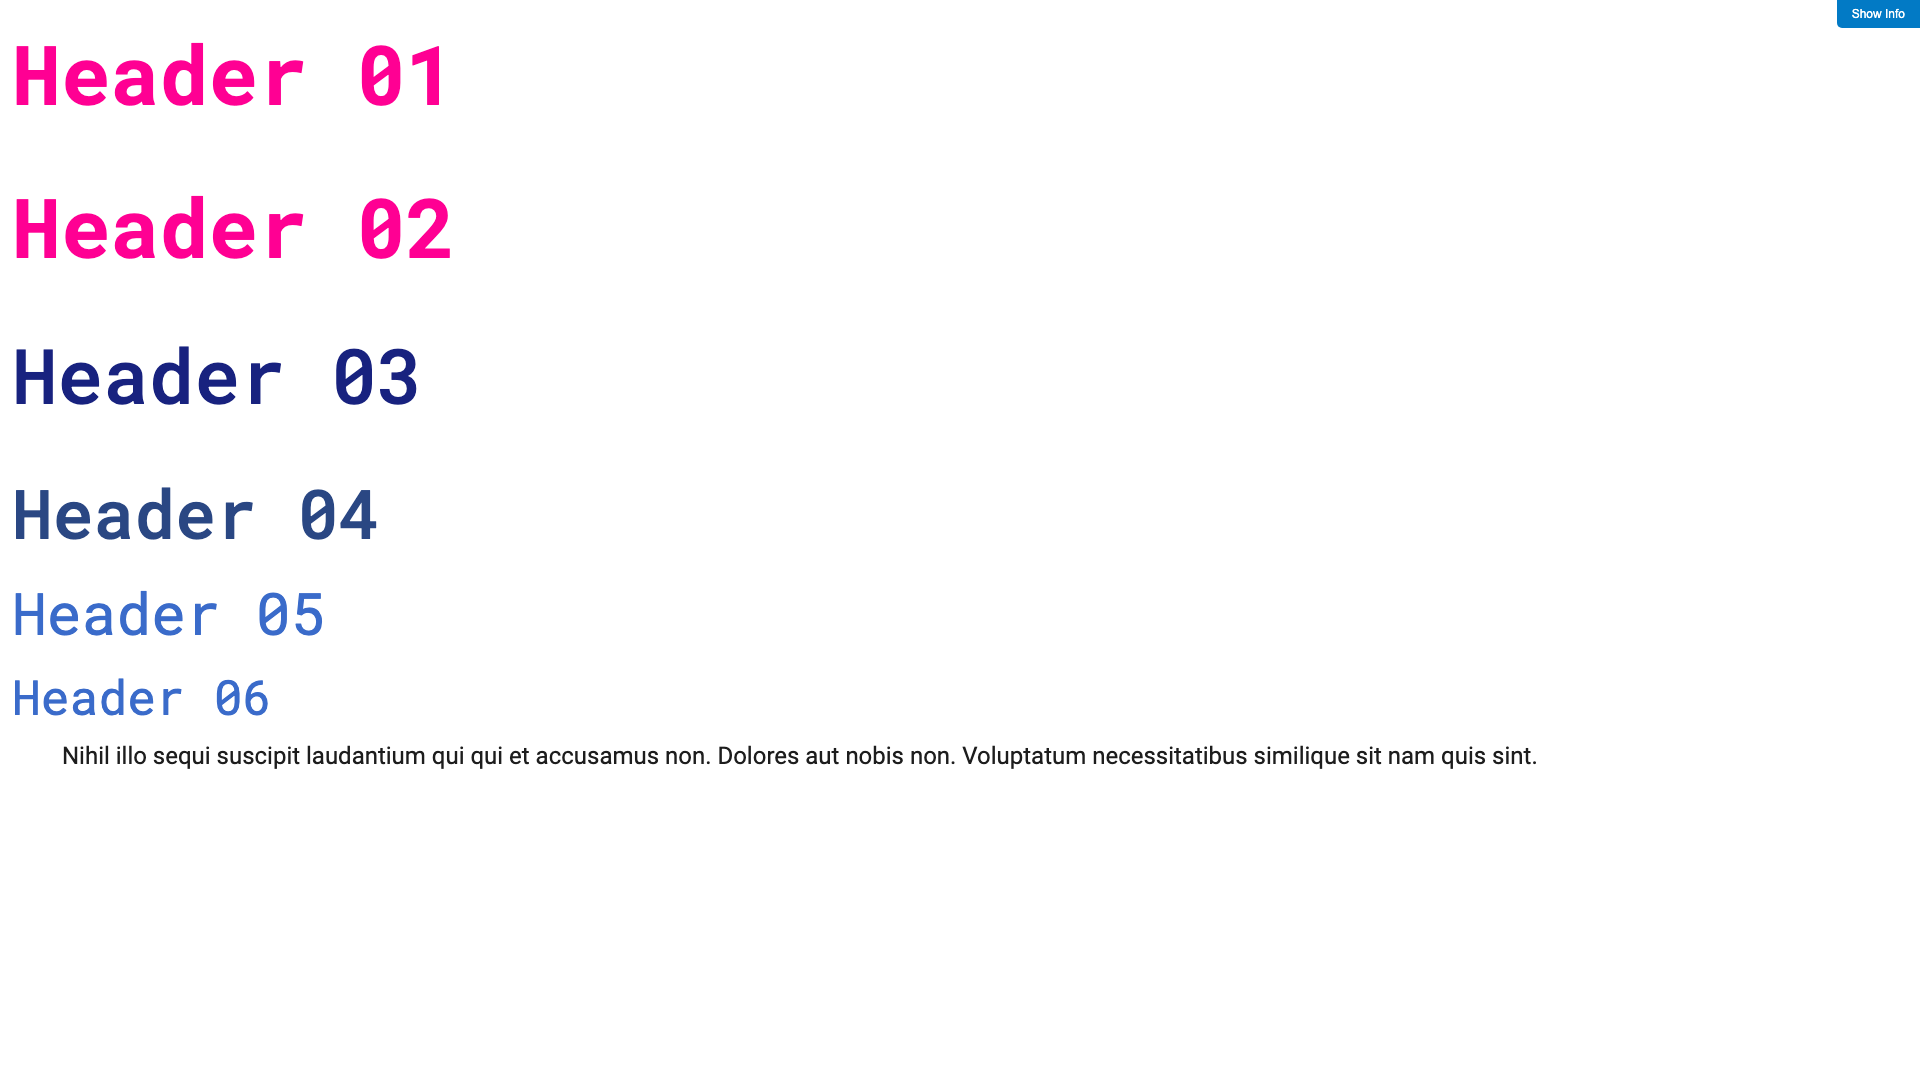 Show Info
Header 01
Header 02
Header 03
Header 04
Header 05
Header 06
Nihil illo sequi suscipit laudantium qui qui et accusamus non. Dolores aut nobis non. Voluptatum necessitatibus similique sit nam quis sint.